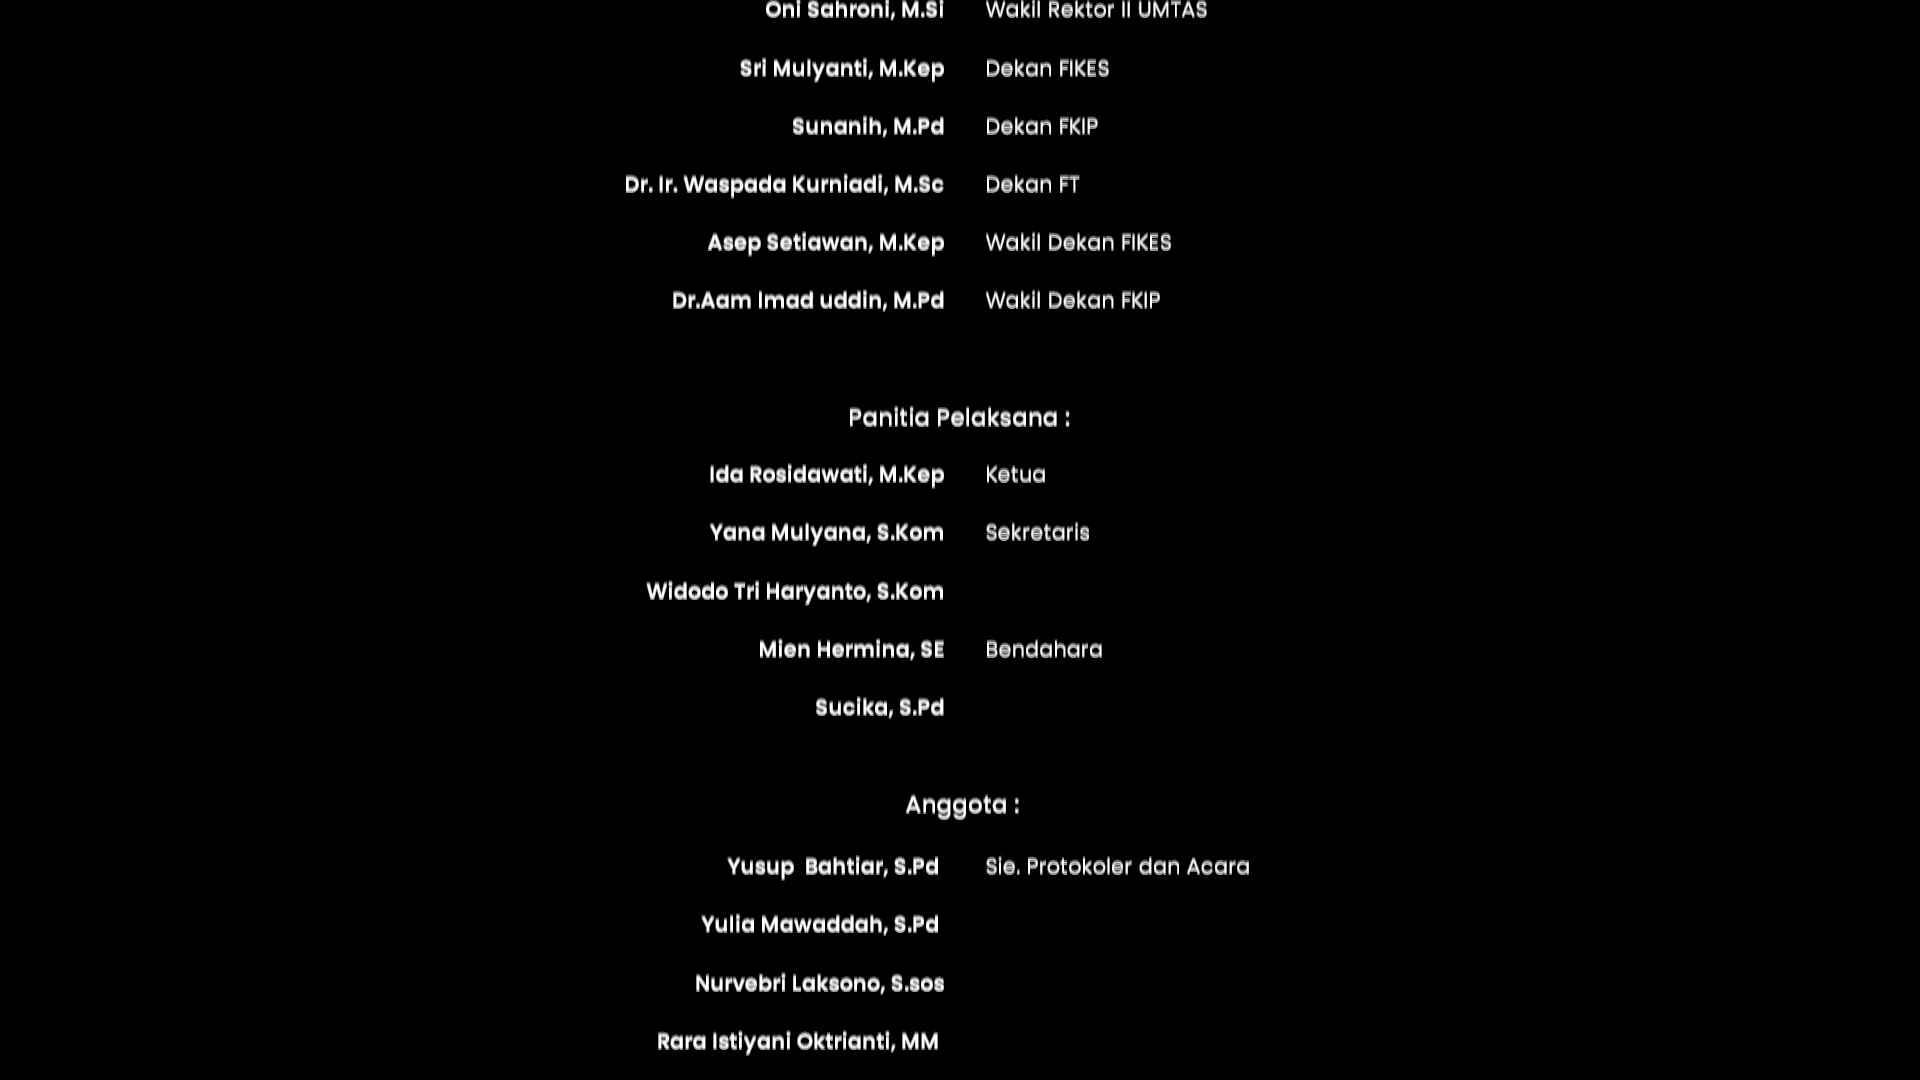 Oni Sahroni, M.Si Wakil Rektor II UMTAS
Sri Mulyanti, M.Kep Dekan FIKES
Sunanih, M.Pd Dekan FKIP
Dr. Ir. Waspada Kurniadi, M.Sc Dekan FT
Asep Setiawan, M.Kep Wakil Dekan FIKES
Dr.Aam Imad uddin, M.Pd Wakil Dekan FKIP
Panitia Pelaksana :
Ida Rosidawati, M.Kep Ketua
Yana Mulyana, S.Kom Sekretaris
Widodo Tri Haryanto, S.Kom
Mien Hermina, SE Bendahara
Sucika, S.Pd
Anggota :
Yusup  Bahtiar, S.Pd Sie. Protokoler dan Acara
Yulia Mawaddah, S.Pd
Nurvebri Laksono, S.sos
Rara Istiyani Oktrianti, MM